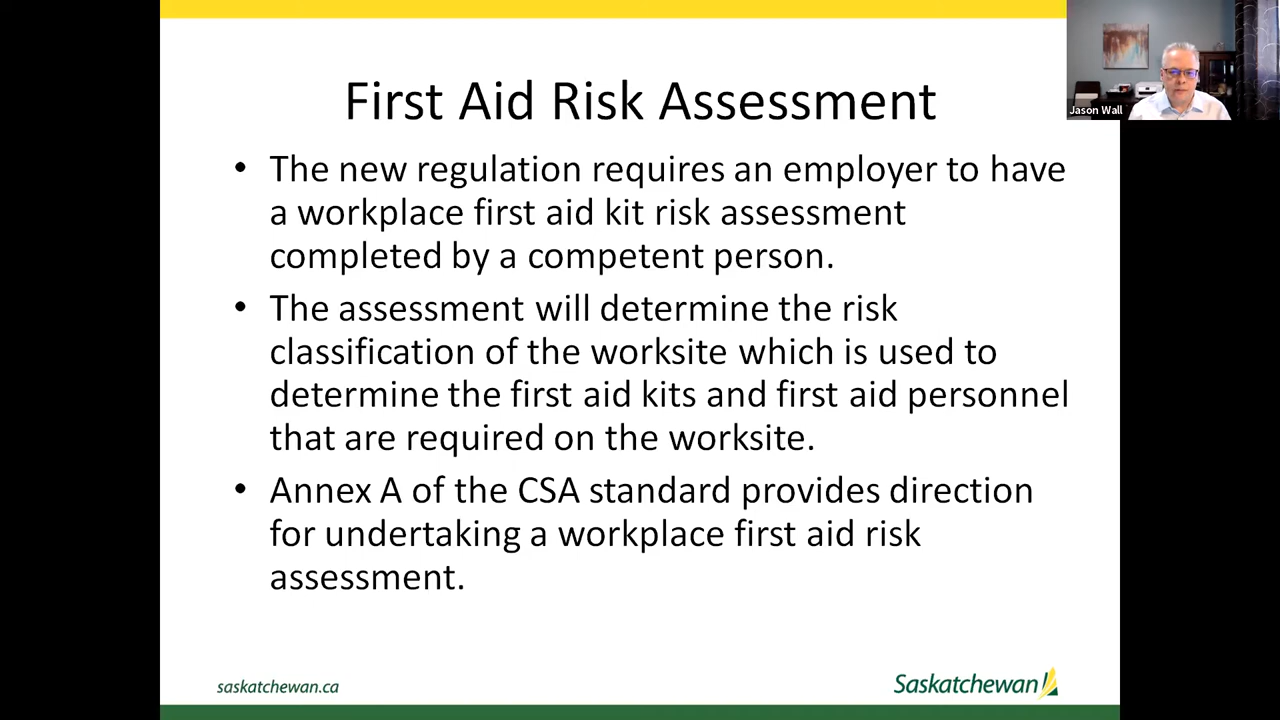 First Aid Risk Assessment
Jason Wall
• The new regulation requires an employer to have
a workplace first aid kit risk assessment
completed by a competent person.
• The assessment will determine the risk
classification of the worksite which is used to
determine the first aid kits and first aid personnel
that are required on the worksite.
• Annex A of the CSA standard provides direction
for undertaking a workplace first aid risk
assessment.
saskatchewan.ca
Saskatchewan